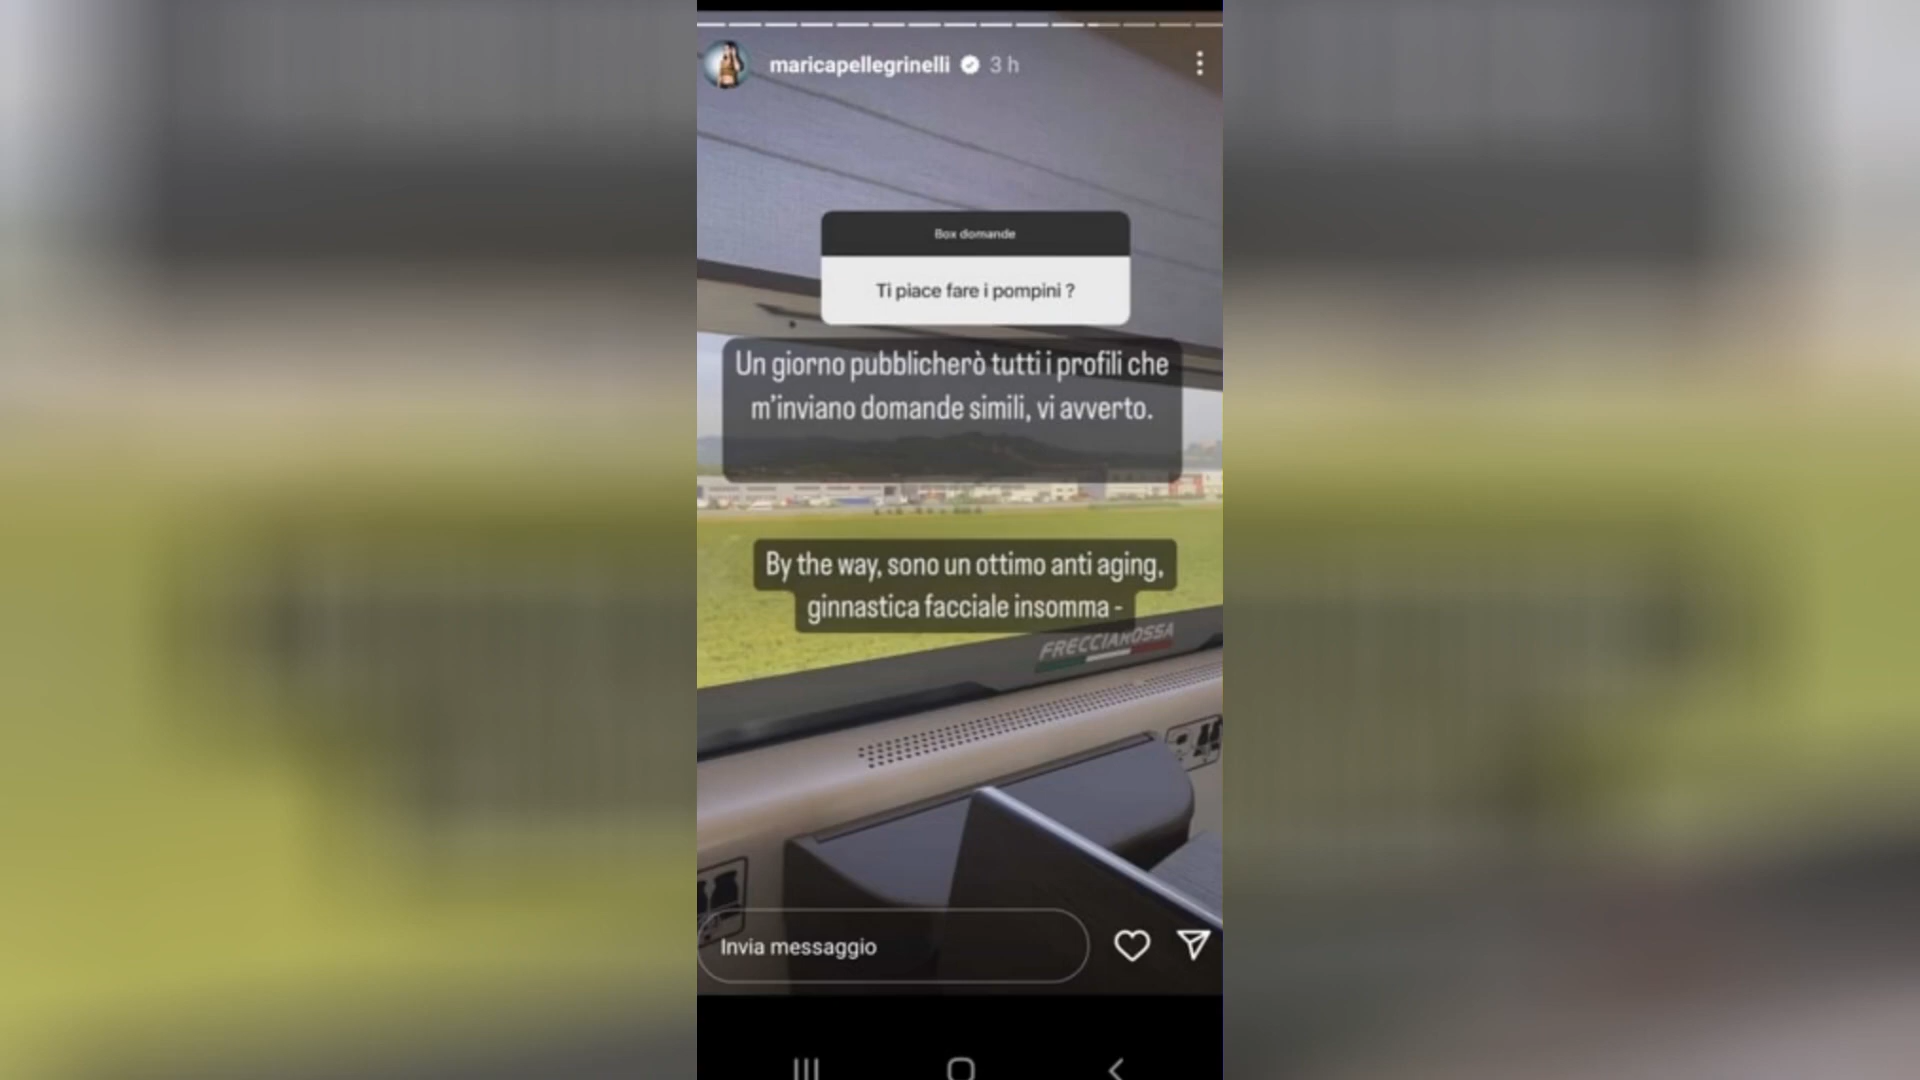 maricapellegrinelli 3 h
Box domande
Ti piace fare i pompini ?
Un giorno pubblicherò tutti i profili che
m'inviano domande simili, vi avverto.
By the way, sono un ottimo anti aging,
ginnastica facciale insomma -
FRECCIAROSSA
Invia messaggio